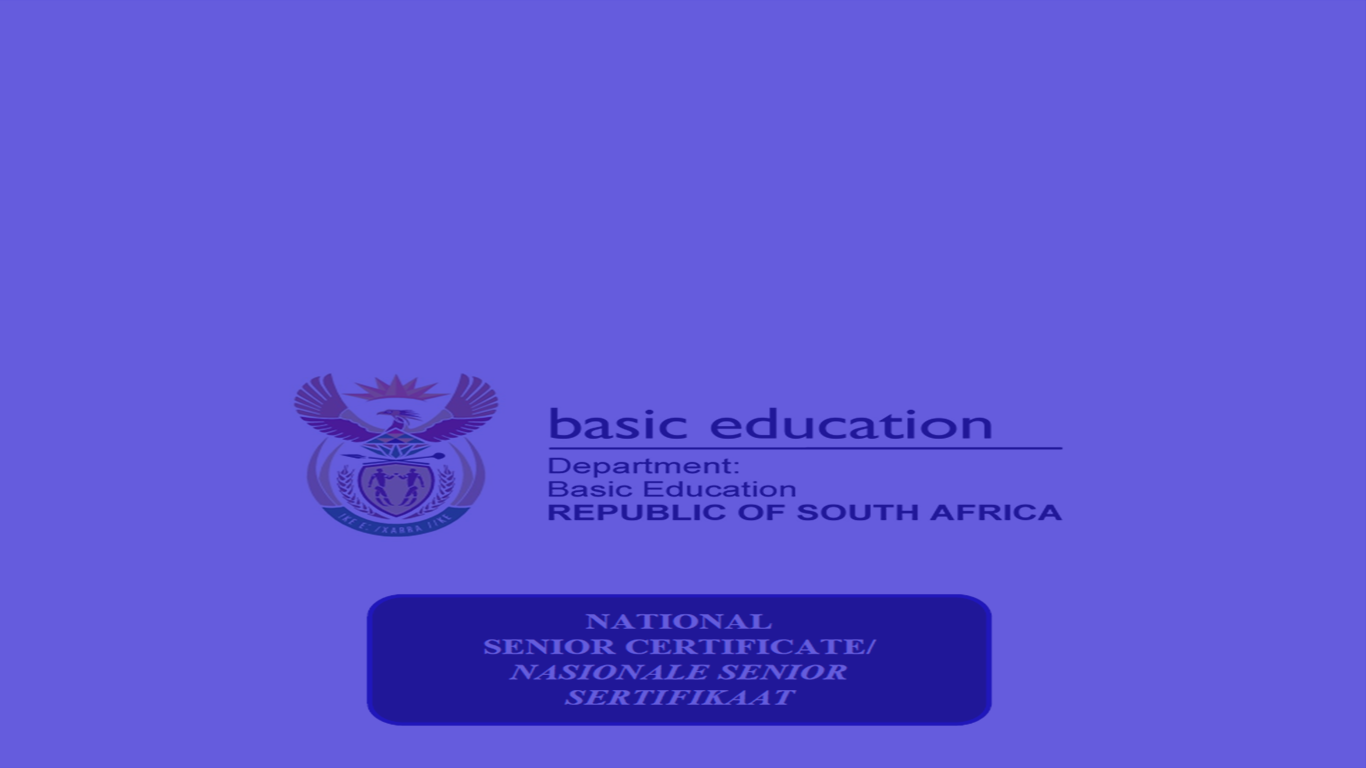 basic education
Department:
Basic Education
REPUBLIC OF SOUTH AFRICA
NATIONAL
SENIOR CERTIFICATE/
NASIONALE SENIOR
SERTIFIKAAT